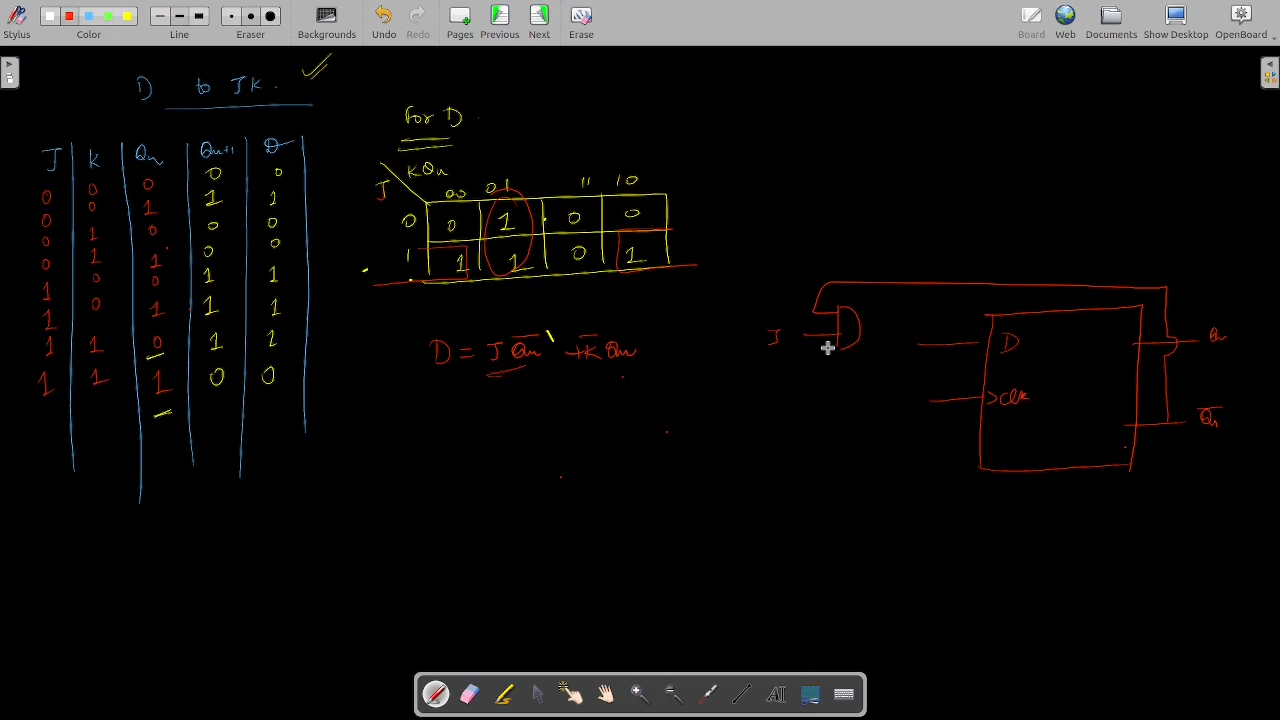 Stylus Color Line Eraser Backgrounds Undo Redo Pages Previous Next Erase Board Web Documents Show Desktop OpenBoard
D to JK.
For D
J K Qn Qn+1 D
0 0 0 0 0
0 0 1 1 1
0 1 0 0 0
0 1 1 0 0
1 0 0 1 1
1 0 1 1 1
1 1 0 1 1
1 1 1 0 0
J KQn
00 01 11 10
0 0 1 0 0
1 1 1 0 1
D = J Q̅n + K̅ Qn
J
D
>Clk
Qn
Q̅n
AI